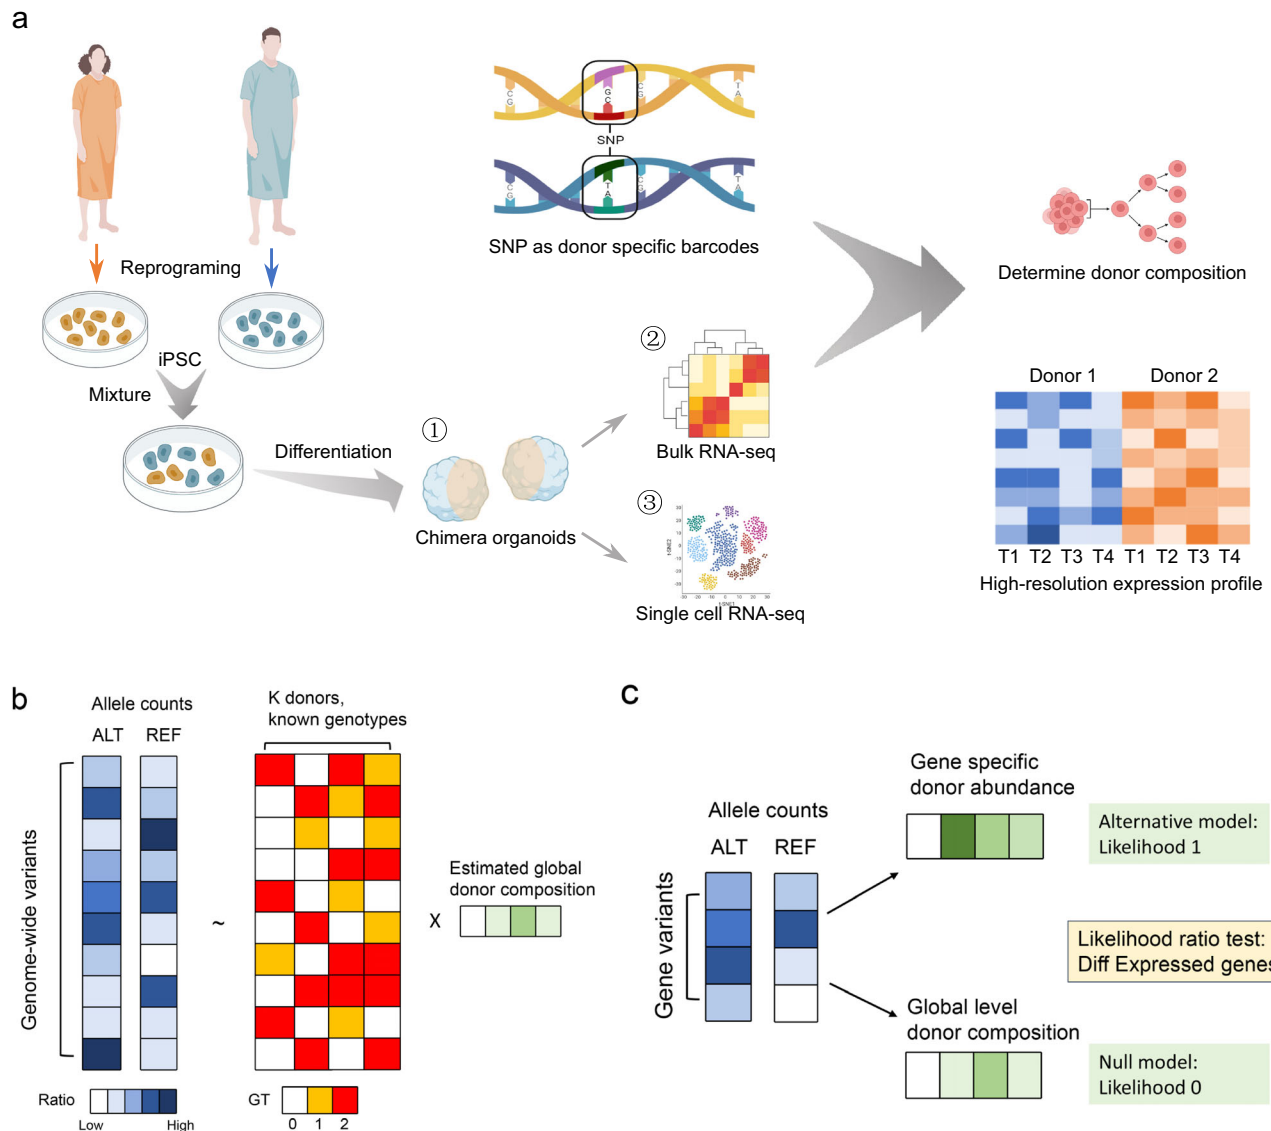 a
SNP
SNP as donor specific barcodes
Reprograming
iPSC
Mixture
Differentiation
①
Chimera organoids
②
Bulk RNA-seq
③
Single cell RNA-seq
Determine donor composition
Donor 1 Donor 2
T1 T2 T3 T4 T1 T2 T3 T4
High-resolution expression profile
b
Allele counts
ALT REF
K donors,
known genotypes
Genome-wide variants
~
X
Estimated global
donor composition
Ratio
Low High
GT
0 1 2
c
Allele counts
ALT REF
Gene variants
Gene specific
donor abundance
Alternative model:
Likelihood 1
Likelihood ratio test:
Diff Expressed genes
Global level
donor composition
Null model:
Likelihood 0